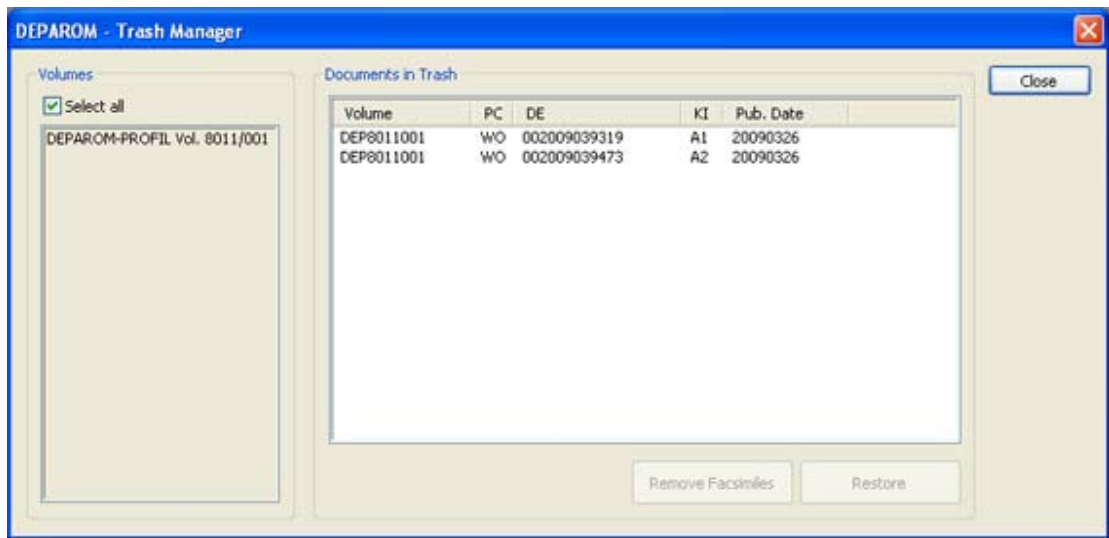 DEPAROM - Trash Manager
Volumes
Select all
DEPAROM-PROFIL Vol. 8011/001
Documents in Trash
Volume PC DE KI Pub. Date
DEP8011001 WO 002009039319 A1 20090326
DEP8011001 WO 002009039473 A2 20090326
Remove Facsimiles Restore
Close